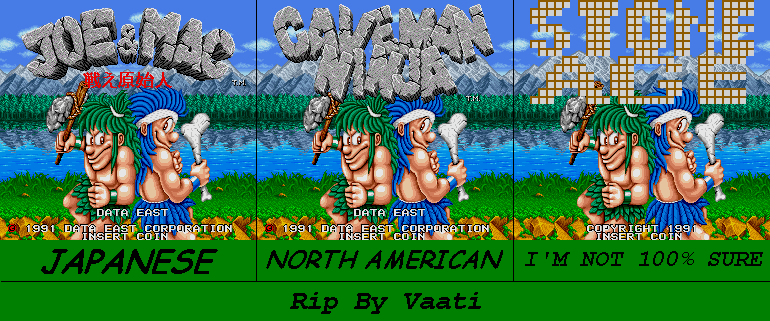 JOE & MAC
戦え原始人
TM
DATA EAST
1991 DATA EAST CORPORATION
INSERT COIN
JAPANESE
CAVEMAN
NINJA
TM
DATA EAST
1991 DATA EAST CORPORATION
INSERT COIN
NORTH AMERICAN
STONE
AGE
COPYRIGHT 1991
INSERT COIN
I'M NOT 100% SURE
Rip By Vaati